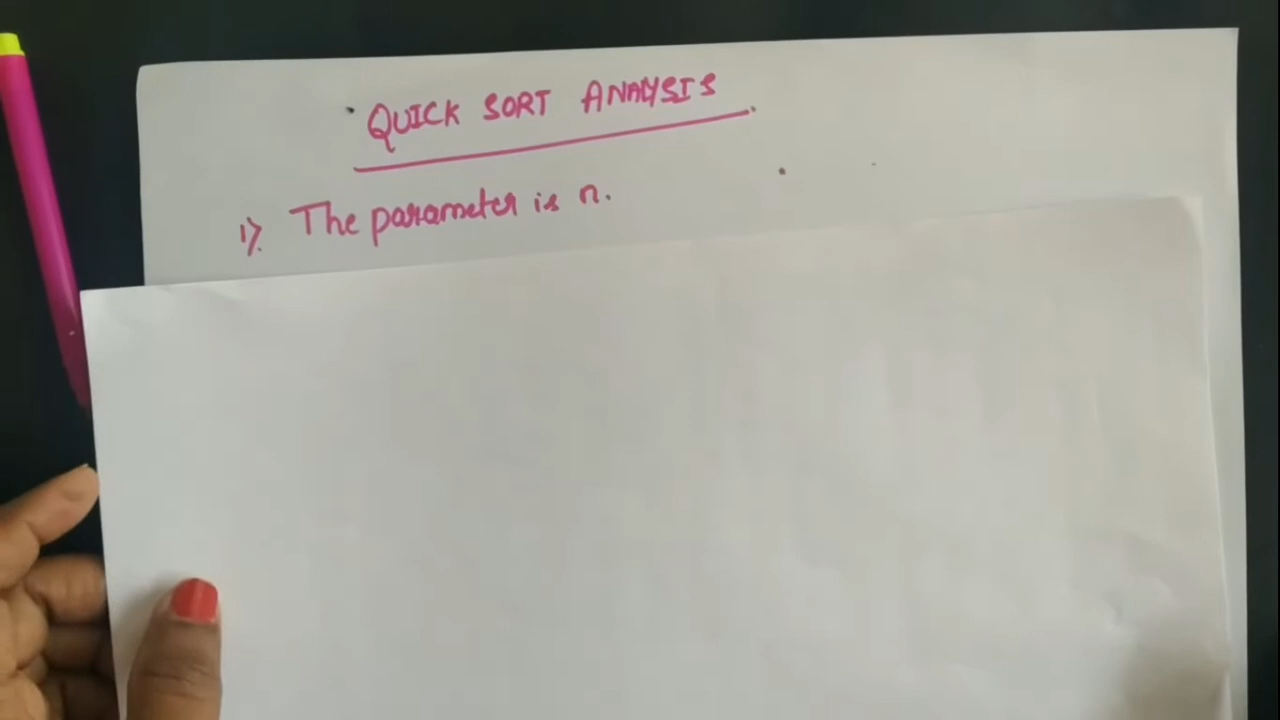 QUICK SORT ANALYSIS
1). The parameter is n.